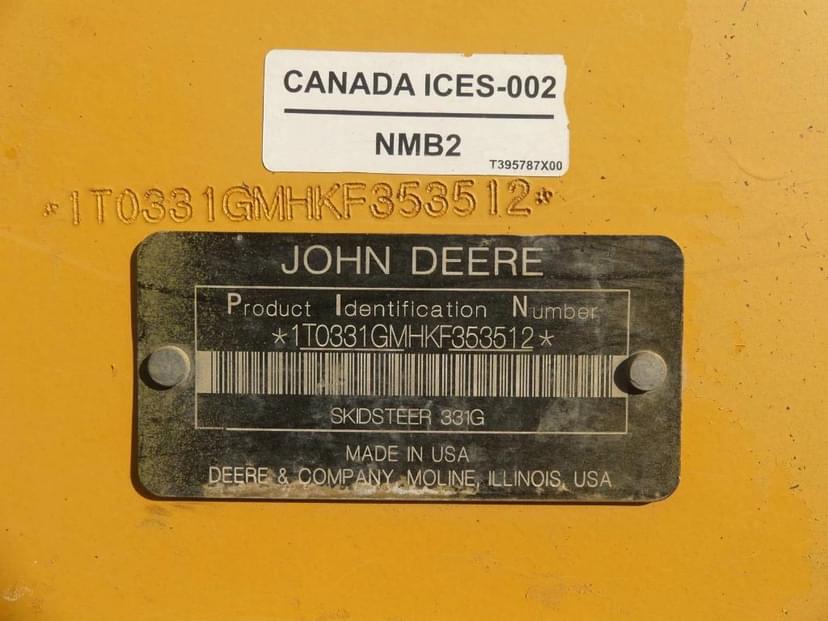 CANADA ICES-002
NMB2
T395787X00
*1T0331GMHKF353512*
JOHN DEERE
Product Identification Number
*1T0331GMHKF353512*
SKIDSTEER 331G
MADE IN USA
DEERE & COMPANY MOLINE, ILLINOIS, USA